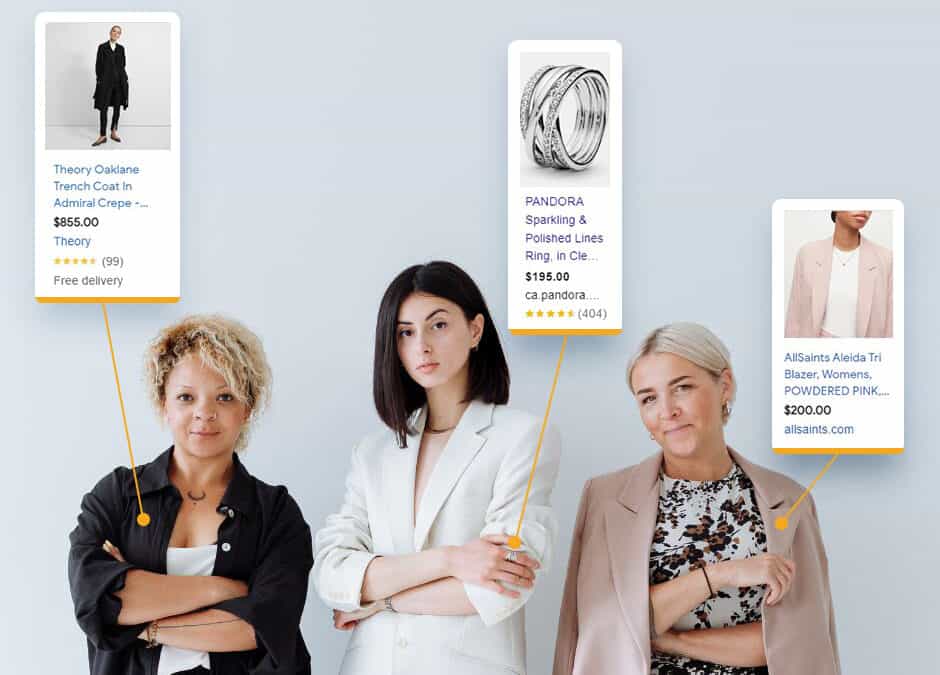 Theory Oaklane
Trench Coat In
Admiral Crepe -...
$855.00
Theory
(99)
Free delivery
PANDORA
Sparkling &
Polished Lines
Ring, in Cle...
$195.00
ca.pandora....
(404)
AllSaints Aleida Tri
Blazer, Womens,
POWDERED PINK,...
$200.00
allsaints.com